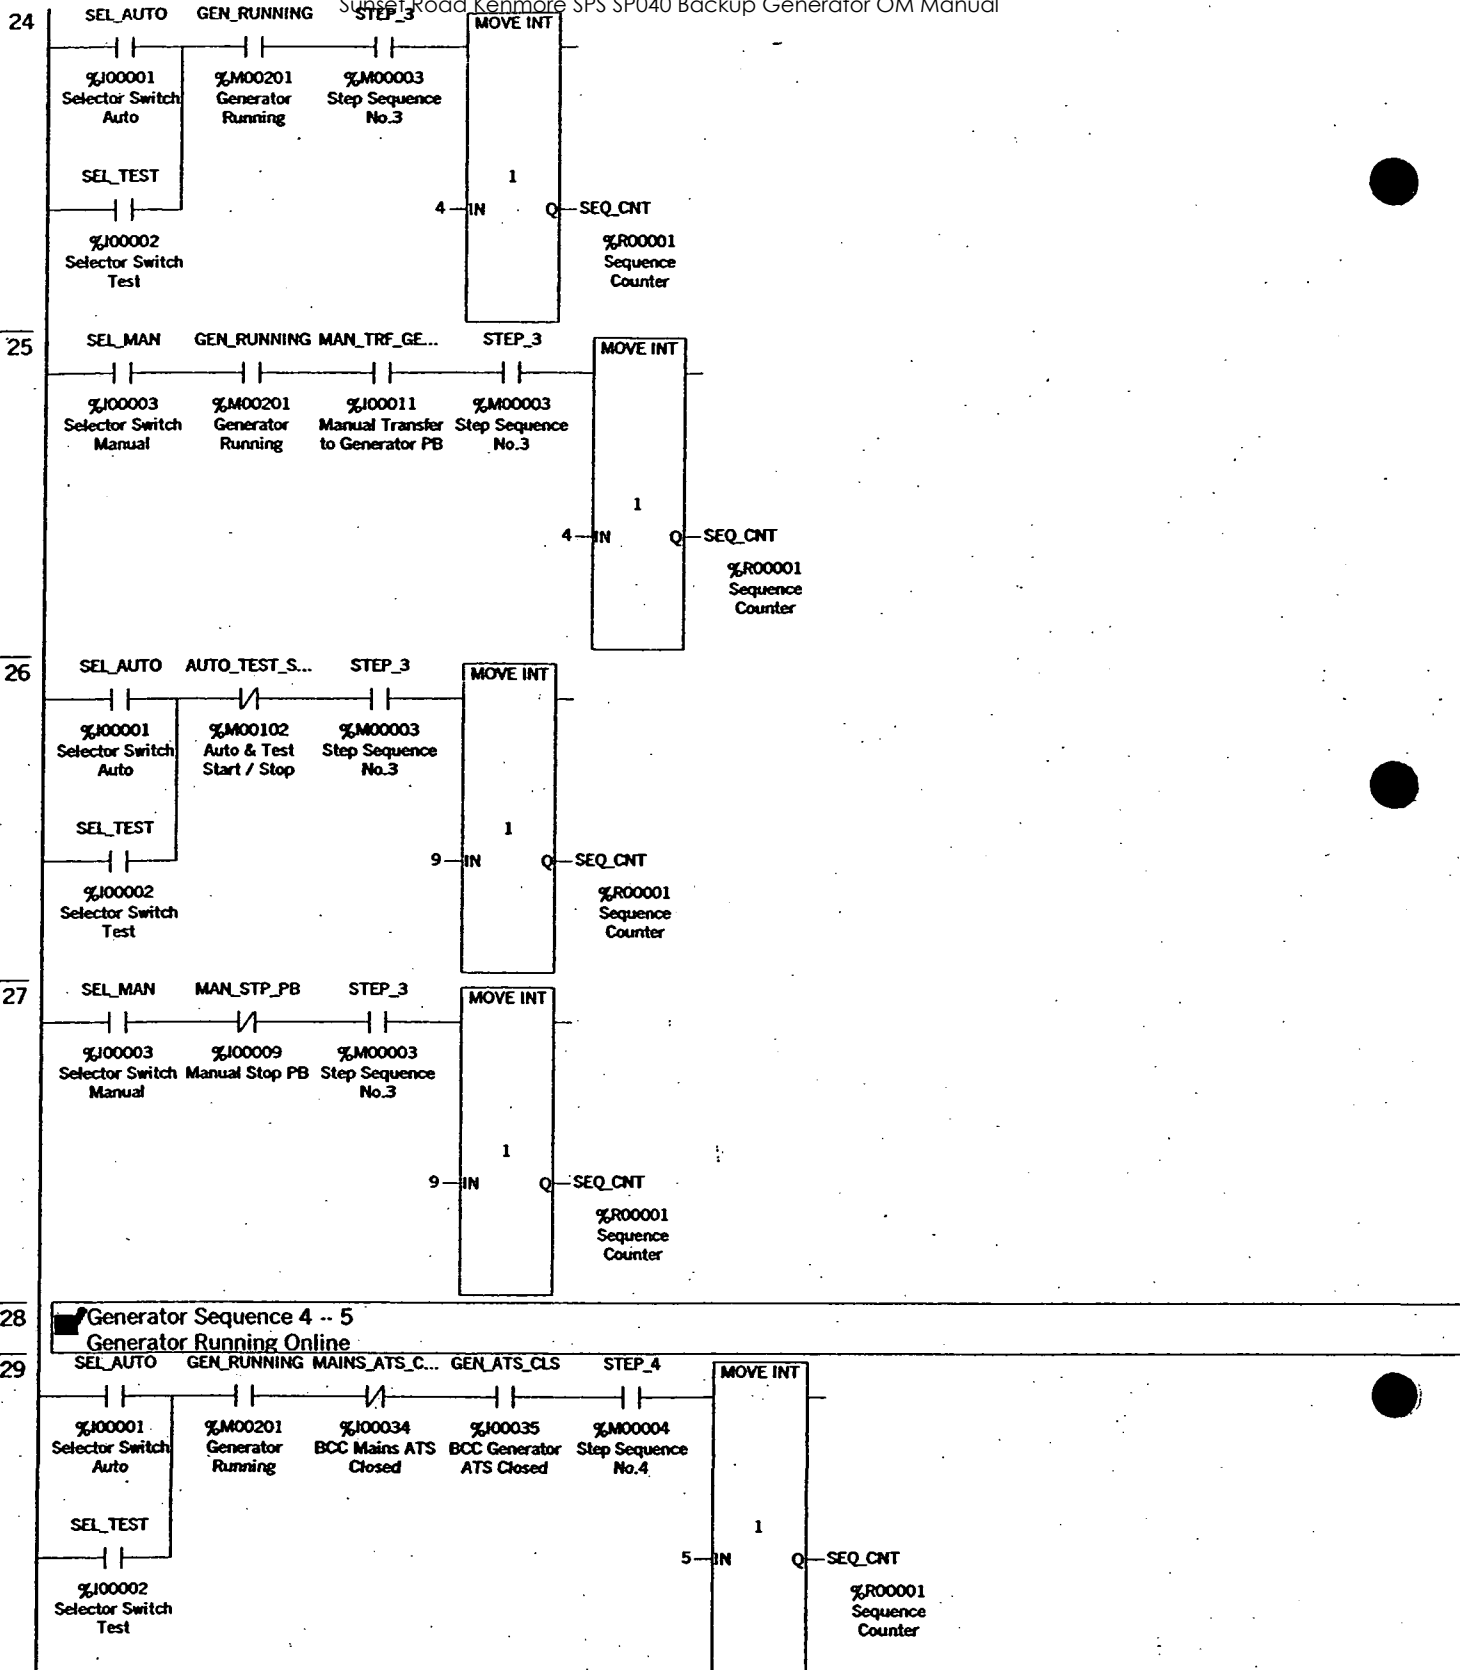 Sunset Road Kenmore SPS SP040 Backup Generator OM Manual
24
SEL_AUTO GEN_RUNNING STEP_3 MOVE INT
%I00001 %M00201 %M00003
Selector Switch Generator Step Sequence
Auto Running No.3
SEL_TEST 1
4 IN Q SEQ_CNT
%I00002 %R00001
Selector Switch Sequence
Test Counter
25
SEL_MAN GEN_RUNNING MAN_TRF_GE... STEP_3 MOVE INT
%I00003 %M00201 %I00011 %M00003
Selector Switch Generator Manual Transfer Step Sequence
Manual Running to Generator PB No.3
1
4 IN Q SEQ_CNT
%R00001
Sequence
Counter
26
SEL_AUTO AUTO_TEST_S... STEP_3 MOVE INT
%I00001 %M00102 %M00003
Selector Switch Auto & Test Step Sequence
Auto Start / Stop No.3
SEL_TEST 1
9 IN Q SEQ_CNT
%I00002 %R00001
Selector Switch Sequence
Test Counter
27
SEL_MAN MAN_STP_PB STEP_3 MOVE INT
%I00003 %I00009 %M00003
Selector Switch Manual Stop PB Step Sequence
Manual No.3
1
9 IN Q SEQ_CNT
%R00001
Sequence
Counter
28
Generator Sequence 4 -- 5
Generator Running Online
29
SEL_AUTO GEN_RUNNING MAINS_ATS_C... GEN_ATS_CLS STEP_4 MOVE INT
%I00001 %M00201 %I00034 %I00035 %M00004
Selector Switch Generator BCC Mains ATS BCC Generator Step Sequence
Auto Running Closed ATS Closed No.4
SEL_TEST 1
5 IN Q SEQ_CNT
%I00002 %R00001
Selector Switch Sequence
Test Counter